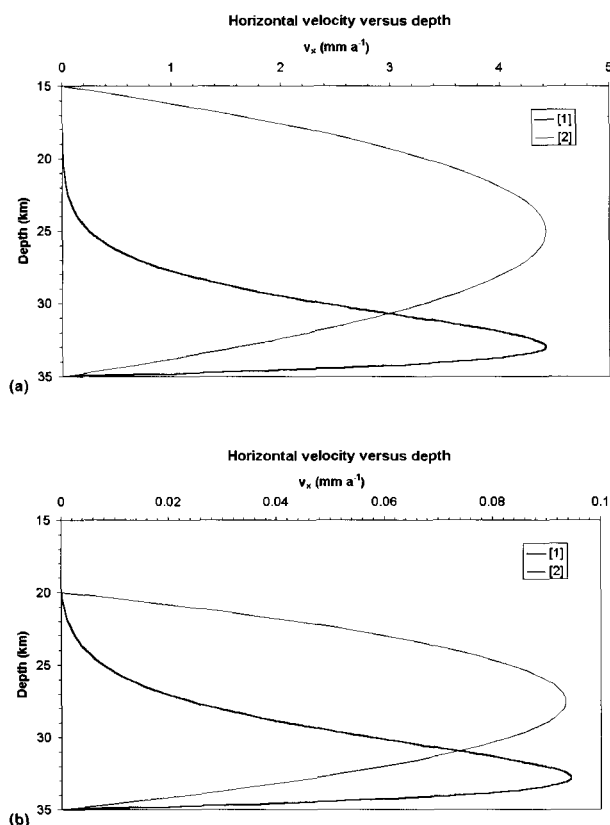 Horizontal velocity versus depth
vₓ (mm a⁻¹)
0 1 2 3 4 5
15
20
25
30
35
Depth (km)
[1]
[2]
(a)
Horizontal velocity versus depth
vₓ (mm a⁻¹)
0 0.02 0.04 0.06 0.08 0.1
15
20
25
30
35
Depth (km)
[1]
[2]
(b)